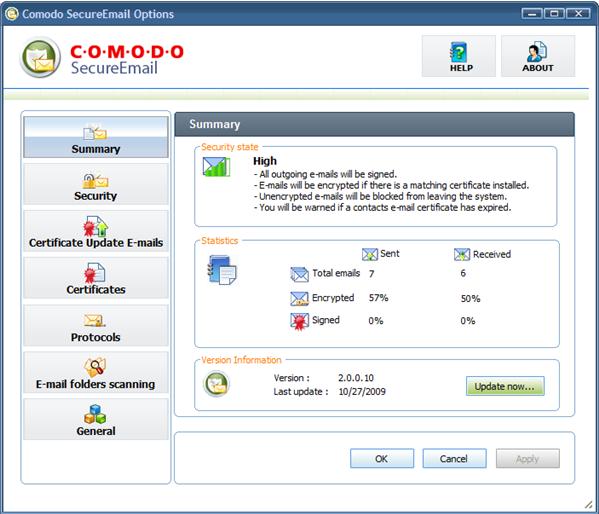 Comodo SecureEmail Options
C·O·M·O·D·O
SecureEmail
HELP
ABOUT
Summary
Security
Certificate Update E-mails
Certificates
Protocols
E-mail folders scanning
General
Summary
Security state
High
- All outgoing e-mails will be signed.
- E-mails will be encrypted if there is a matching certificate installed.
- Unencrypted e-mails will be blocked from leaving the system.
- You will be warned if a contacts e-mail certificate has expired.
Statistics
Sent Received
Total emails 7 6
Encrypted 57% 50%
Signed 0% 0%
Version Information
Version : 2.0.0.10
Last update : 10/27/2009
Update now...
OK Cancel Apply